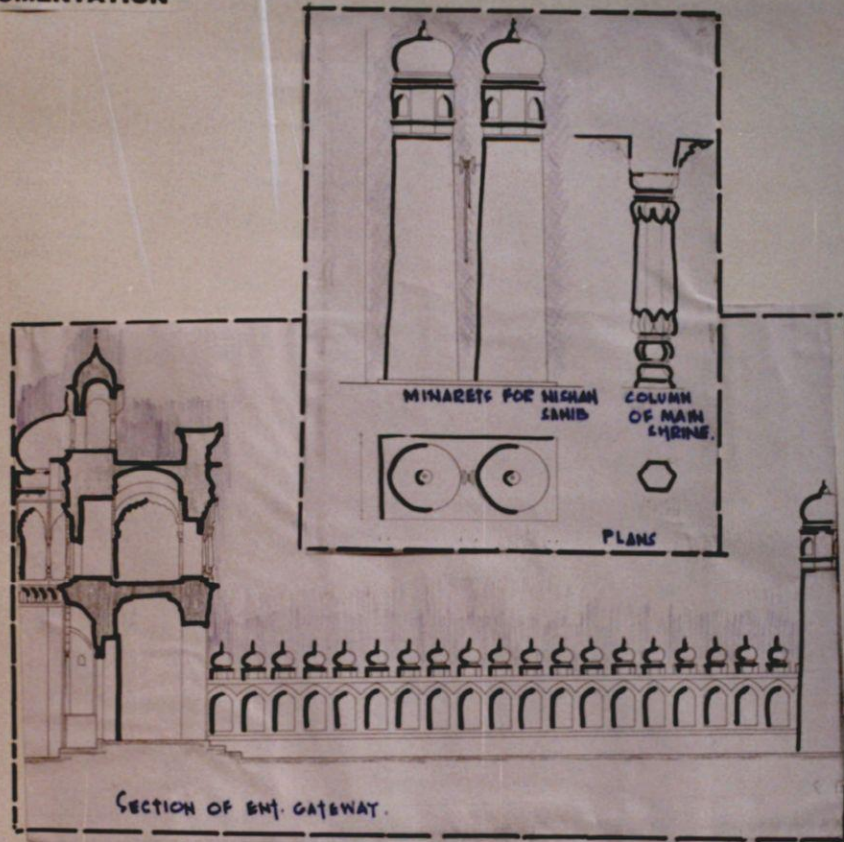 MINARETS FOR NISHAN
SAHIB
COLUMN
OF MAIN
SHRINE.
PLANS
SECTION OF ENT. GATEWAY.